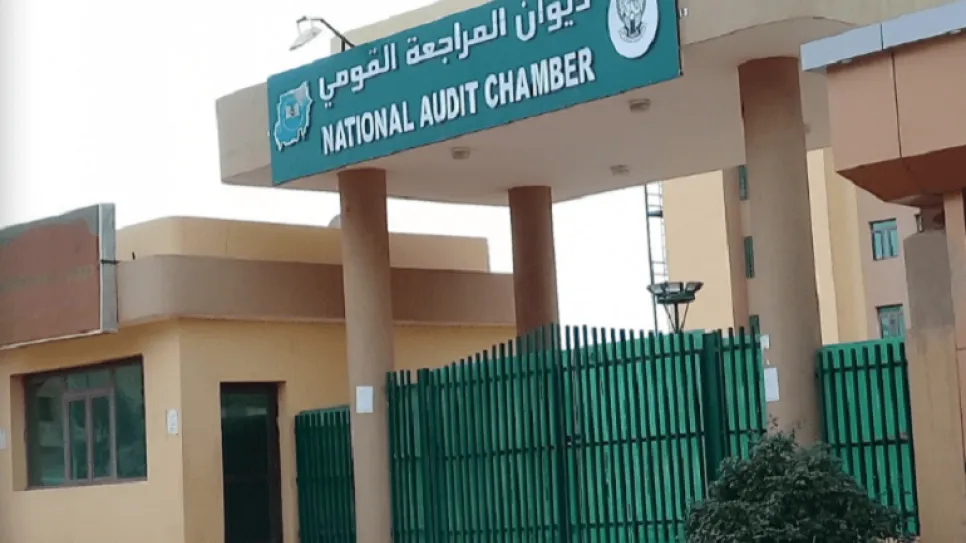 ديوان المراجعة القومي
NATIONAL AUDIT CHAMBER